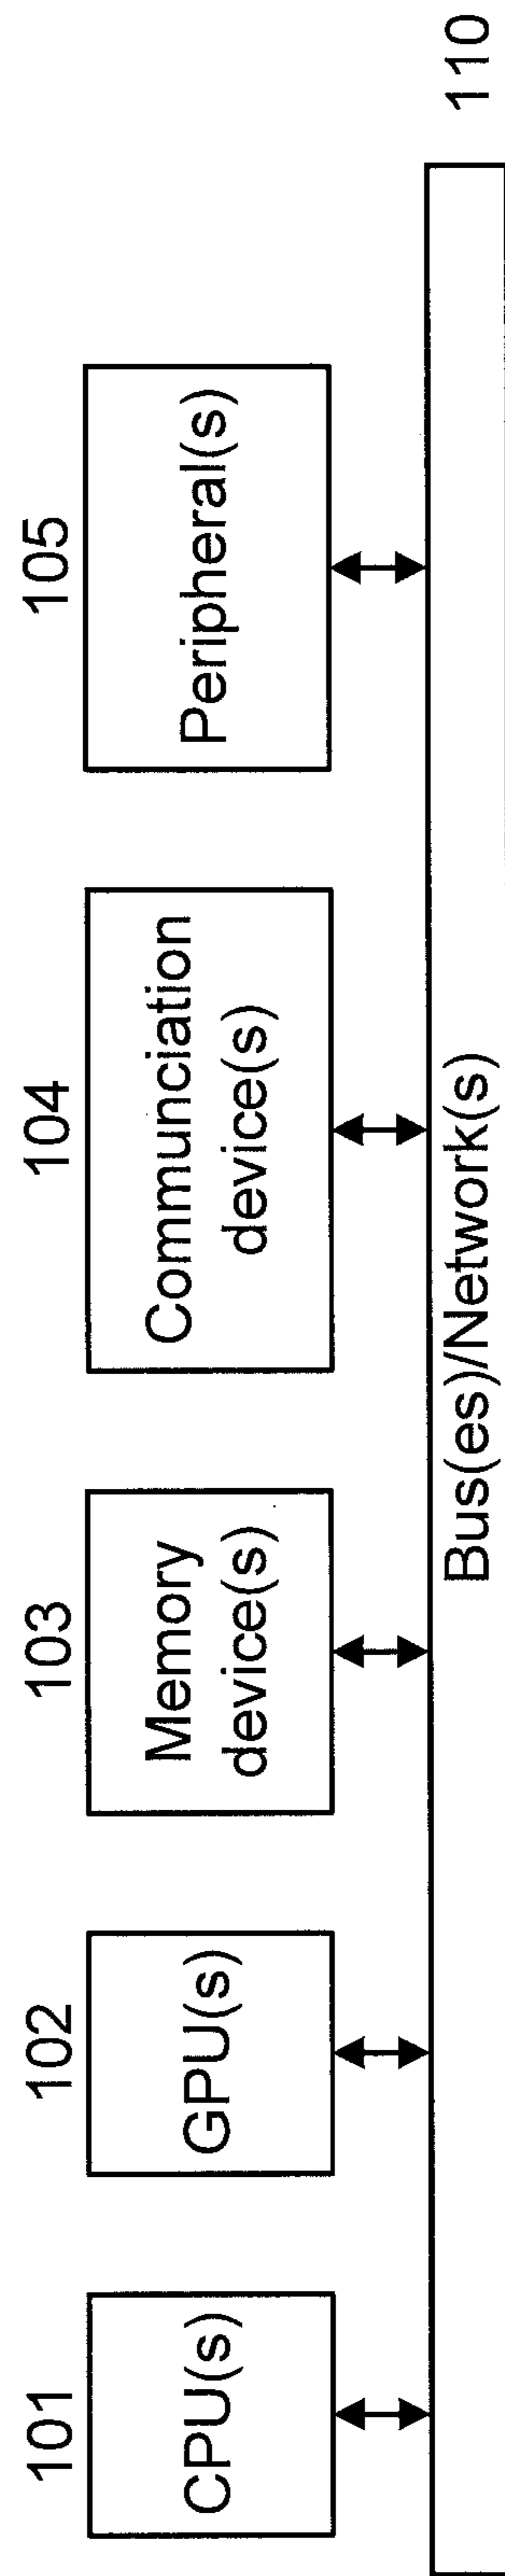 101
CPU(s)
102
GPU(s)
103
Memory
device(s)
104
Communciation
device(s)
105
Peripheral(s)
Bus(es)/Network(s)
110